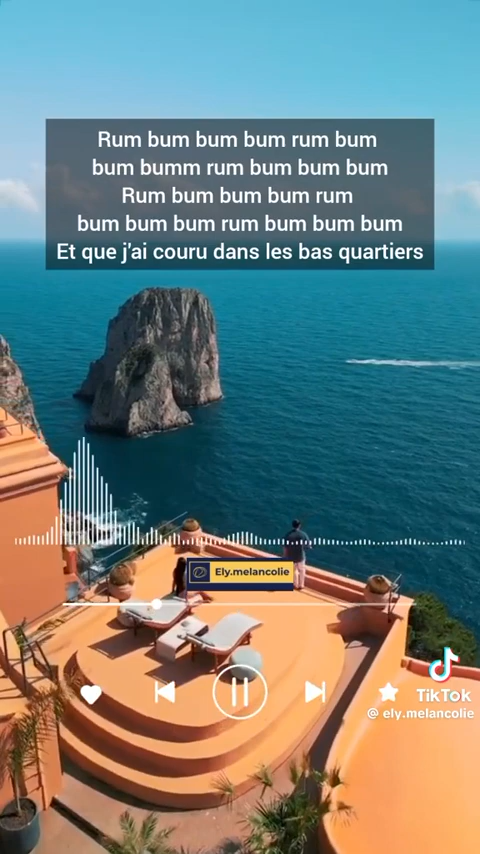 Rum bum bum bum rum bum
bum bumm rum bum bum bum
Rum bum bum bum rum
bum bum bum rum bum bum bum
Et que j'ai couru dans les bas quartiers
Ely.melancolie
TikTok
@ ely.melancolie